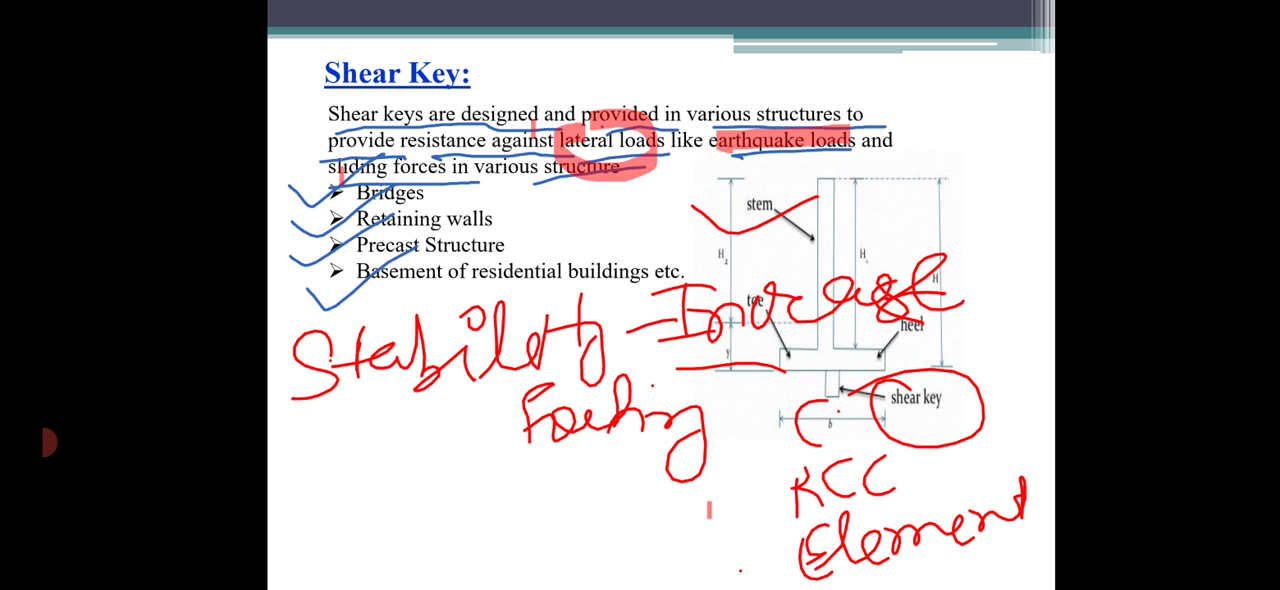 Shear Key:
Shear keys are designed and provided in various structures to
provide resistance against lateral loads like earthquake loads and
sliding forces in various structure
➤ Bridges
➤ Retaining walls
➤ Precast Structure
➤ Basement of residential buildings etc.
stem
H₂
H₁
H
toe
heel
y
shear key
b
Stability = Increase
RCC
Element